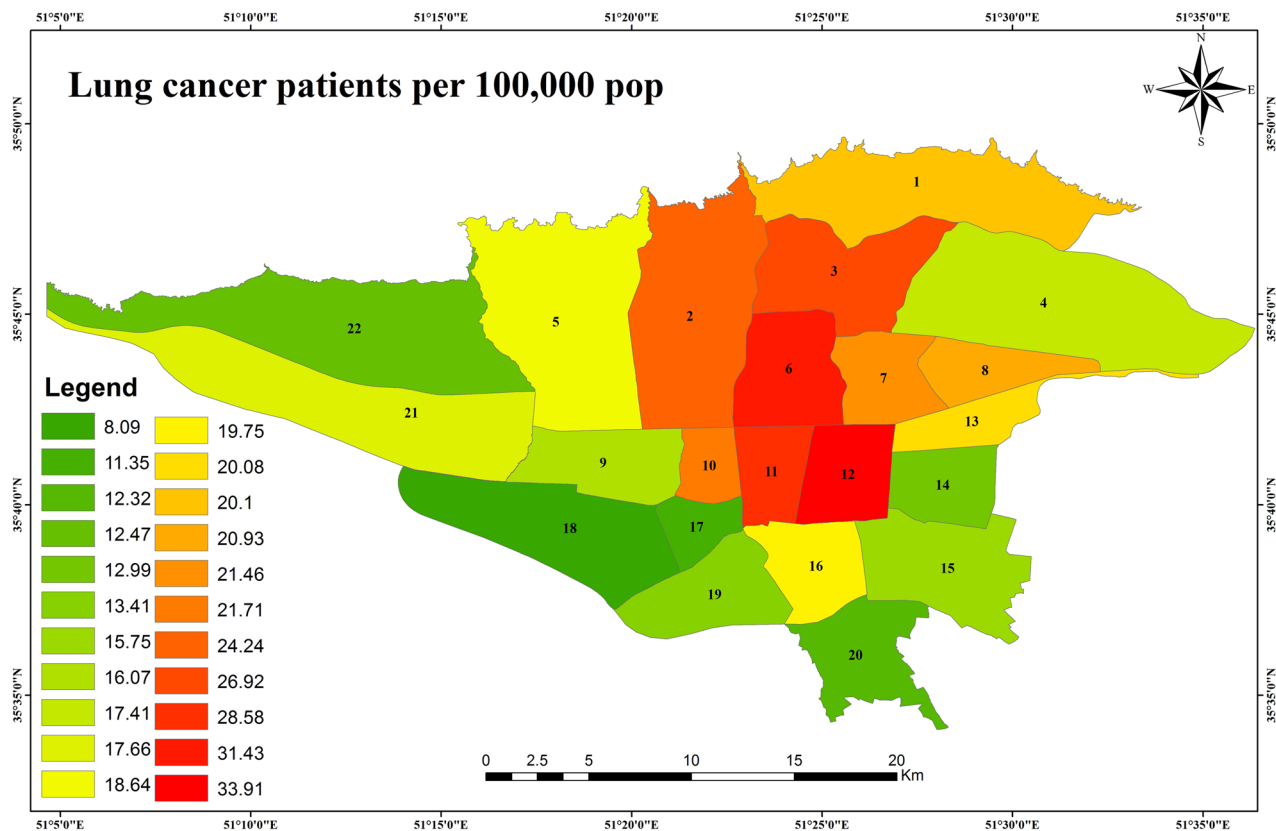 51°5'0"E 51°10'0"E 51°15'0"E 51°20'0"E 51°25'0"E 51°30'0"E 51°35'0"E
Lung cancer patients per 100,000 pop
N
W E
S
35°50'0"N 35°50'0"N
1
3
4
35°45'0"N 35°45'0"N
2
5
22
6
7
8
Legend
21
13
8.09 19.75
11.35 20.08
12.32 20.1
12.47 20.93
12.99 21.46
13.41 21.71
15.75 24.24
16.07 26.92
17.41 28.58
17.66 31.43
18.64 33.91
9
10
11
12
14
35°40'0"N 35°40'0"N
18
17
16
15
19
20
35°35'0"N 35°35'0"N
0 2.5 5 10 15 20
Km
51°5'0"E 51°10'0"E 51°15'0"E 51°20'0"E 51°25'0"E 51°30'0"E 51°35'0"E